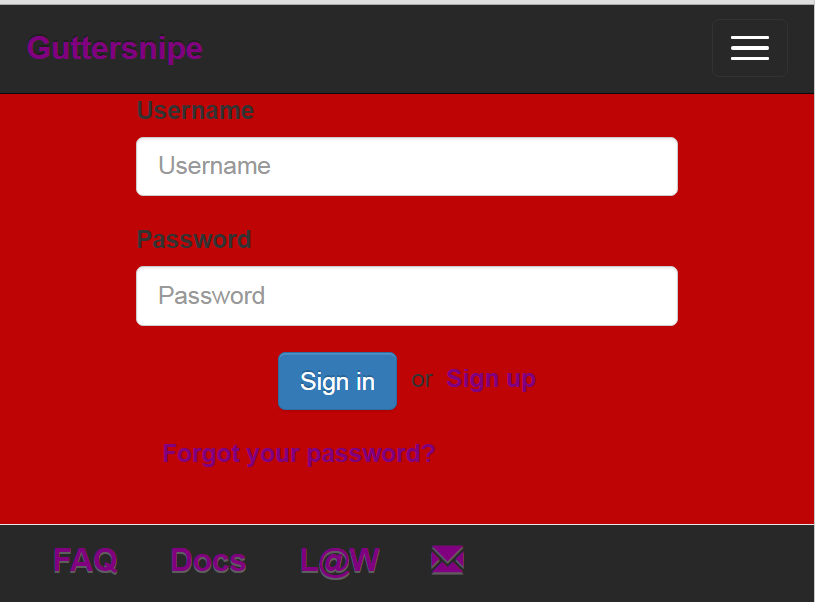 Guttersnipe
Username
Username
Password
Password
Sign in or Sign up
Forgot your password?
FAQ Docs L@W